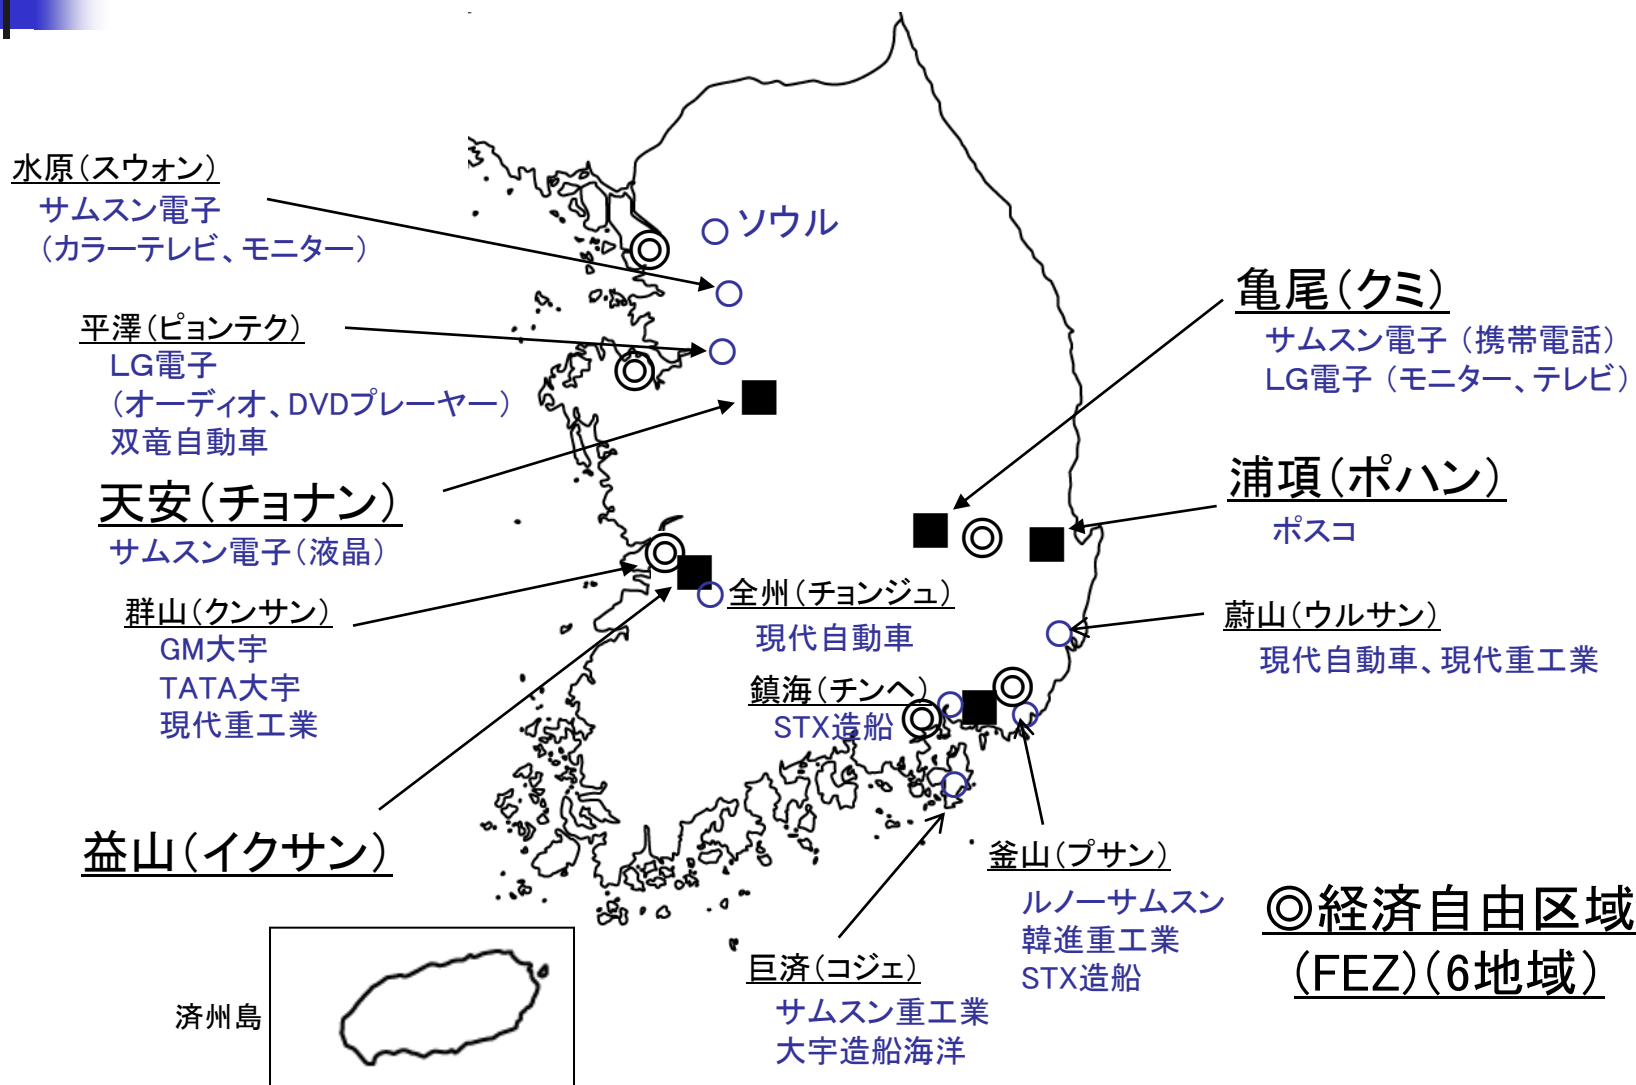 水原（スウォン）
サムスン電子
（カラーテレビ、モニター）
ソウル
平澤（ピョンテク）
LG電子
（オーディオ、DVDプレーヤー）
双竜自動車
天安（チョナン）
サムスン電子（液晶）
群山（クンサン）
GM大宇
TATA大宇
現代重工業
益山（イクサン）
済州島
全州（チョンジュ）
現代自動車
鎮海（チンヘ）
STX造船
亀尾（クミ）
サムスン電子（携帯電話）
LG電子（モニター、テレビ）
浦項（ポハン）
ポスコ
蔚山（ウルサン）
現代自動車、現代重工業
釜山（プサン）
ルノーサムスン
韓進重工業
STX造船
巨済（コジェ）
サムスン重工業
大宇造船海洋
◎経済自由区域
（FEZ）（6地域）